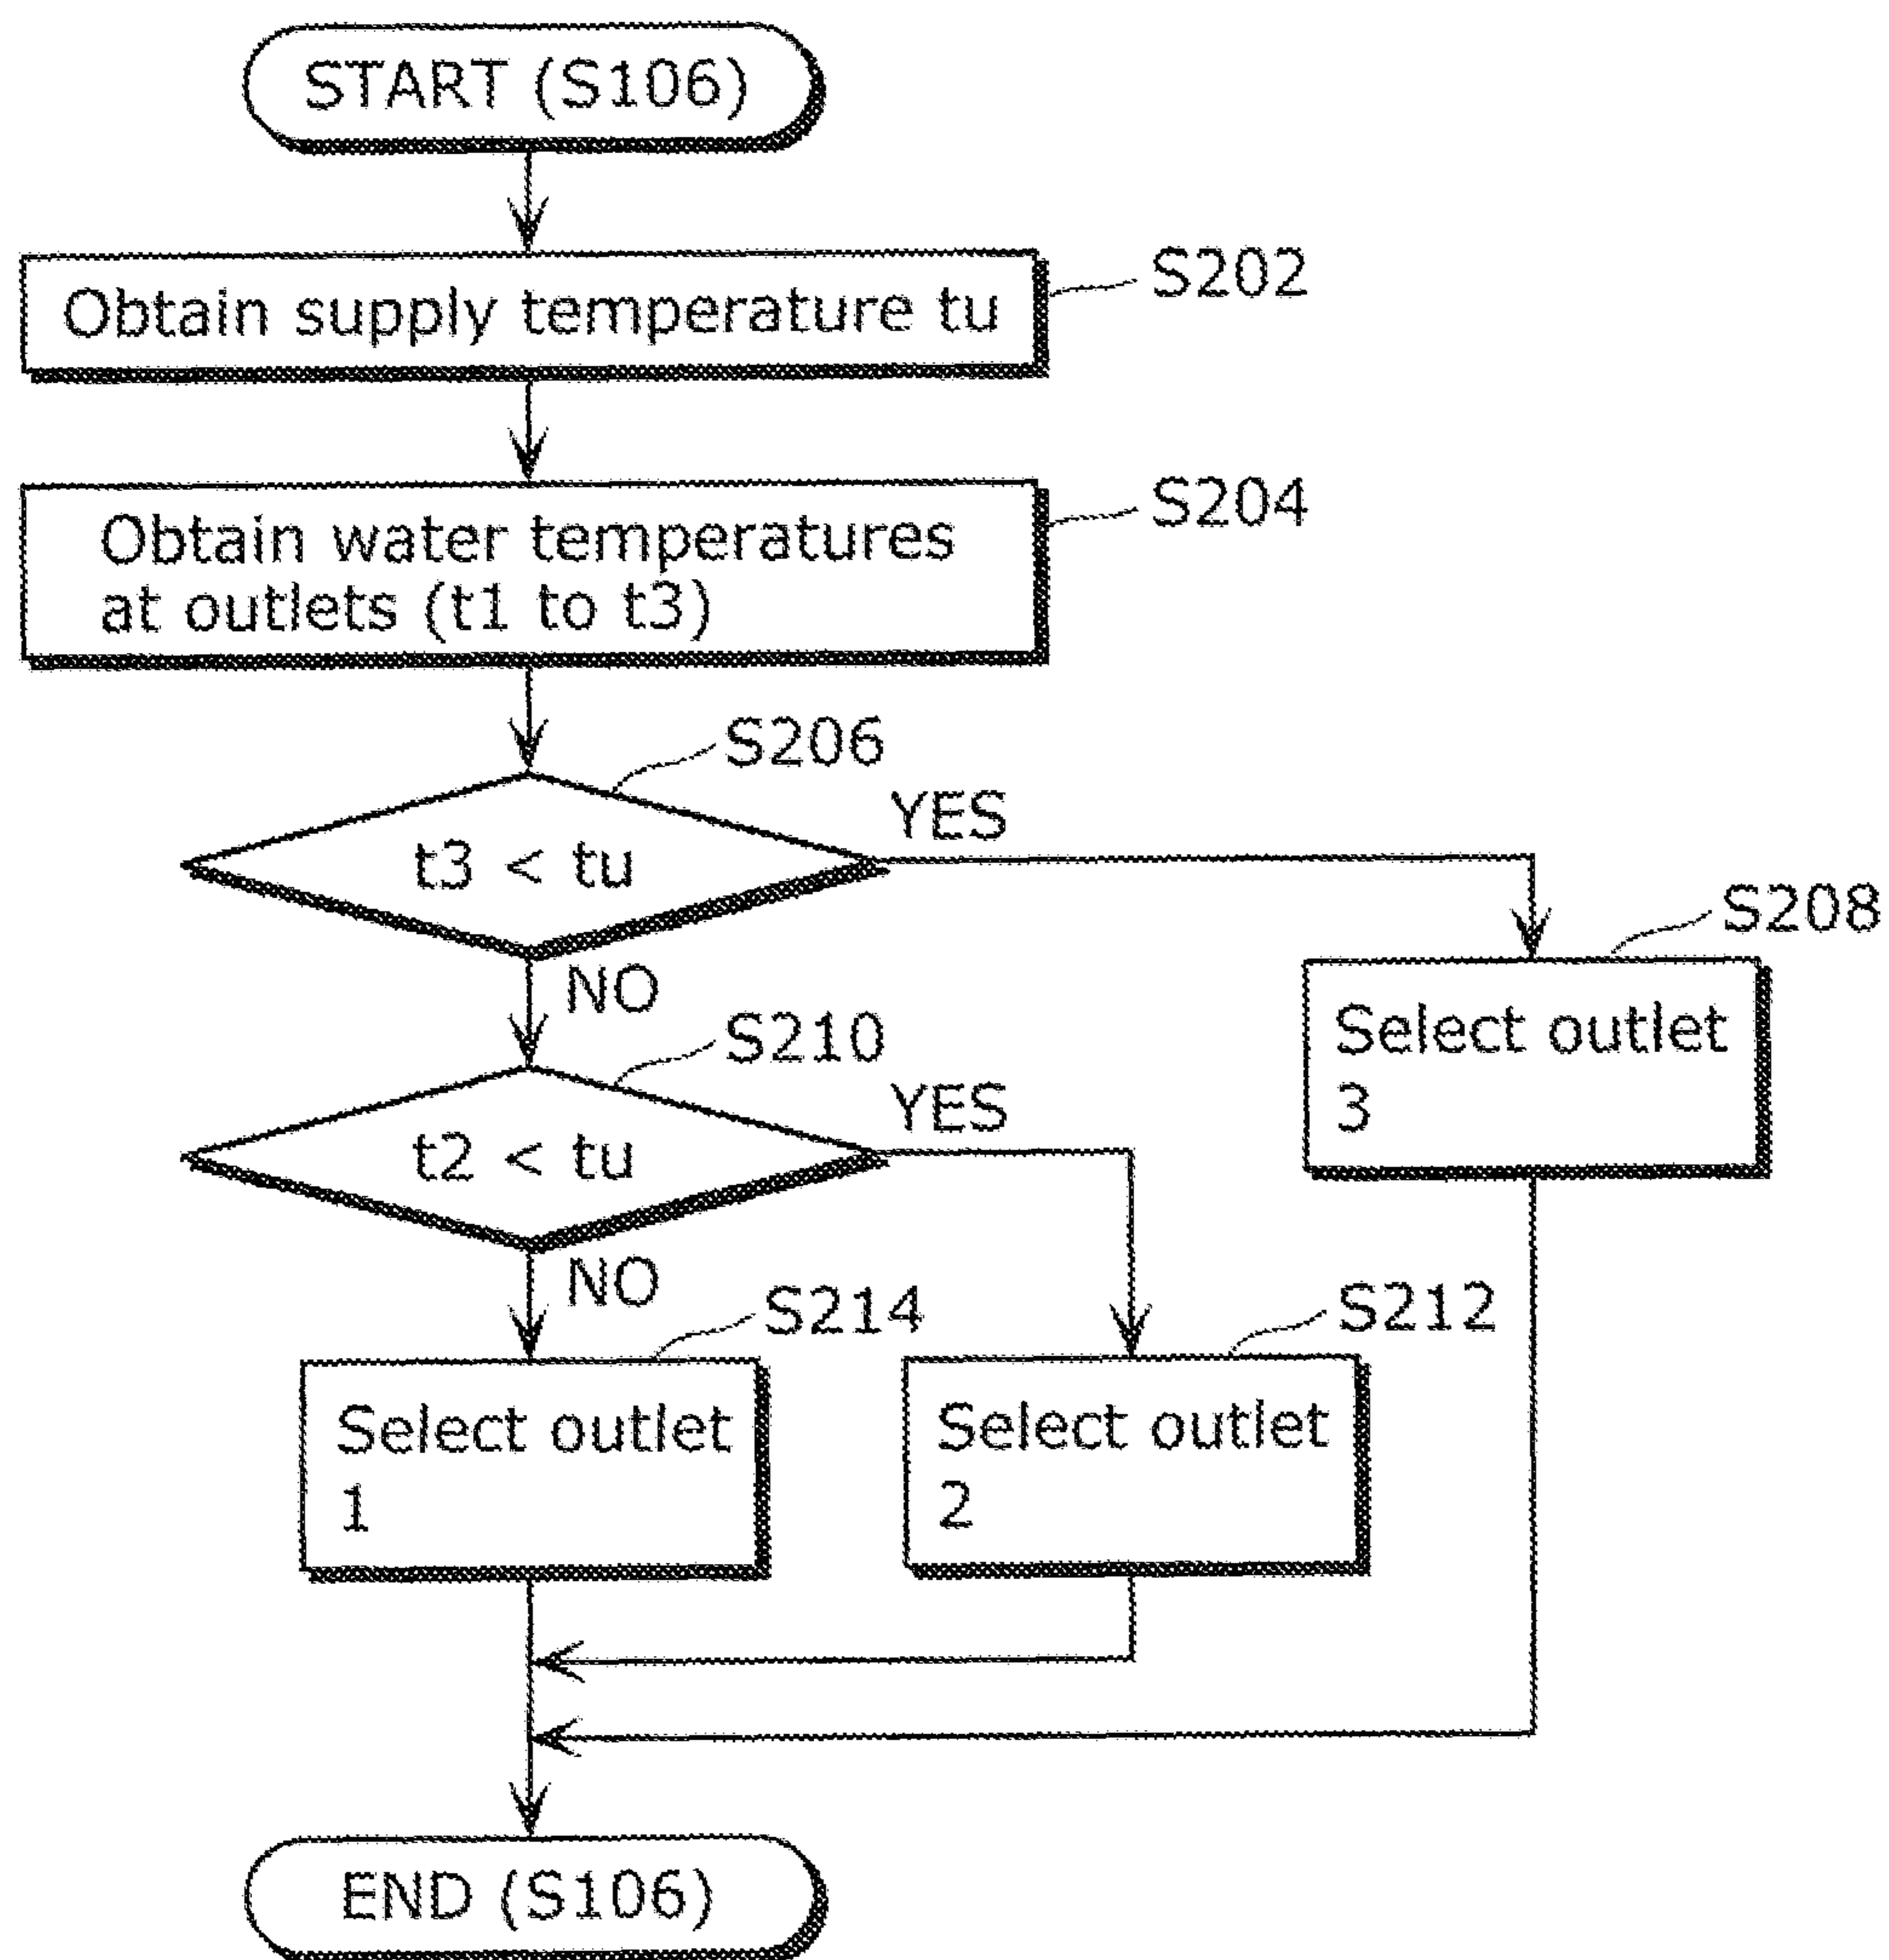 START (S106)
Obtain supply temperature tu
S202
Obtain water temperatures
at outlets (t1 to t3)
S204
S206
t3 < tu
YES
NO
S208
Select outlet
3
S210
t2 < tu
YES
NO
S214
Select outlet
1
S212
Select outlet
2
END (S106)